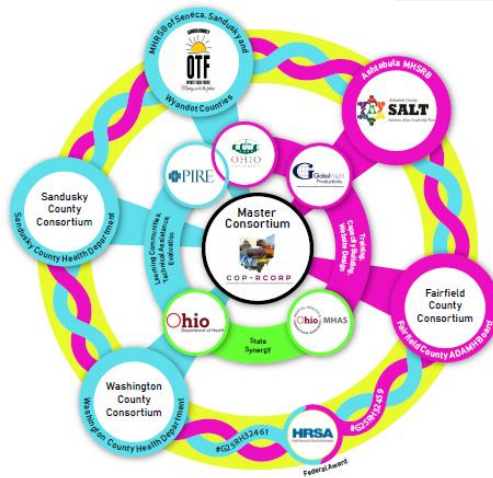 MHRSB of Seneca, Sandusky and
Wyandot Counties
OTF
Ashtabula MHSRB
SALT
OHIO
PIRE
GlobalInsight
Productivity
Sandusky
County
Consortium
Sandusky County Health Department
Master
Consortium
COP-RCORP
Learning Communities,
Technical Assistance,
Evaluation
Training,
Capacity Building,
Website Design
Fairfield
County
Consortium
Fairfield County ADAMH Board
Ohio
Department of Health
Ohio MHAS
State
Synergy
Washington
County
Consortium
Washington County Health Department
#G25RH32461
#G25RH32459
HRSA
Federal Award